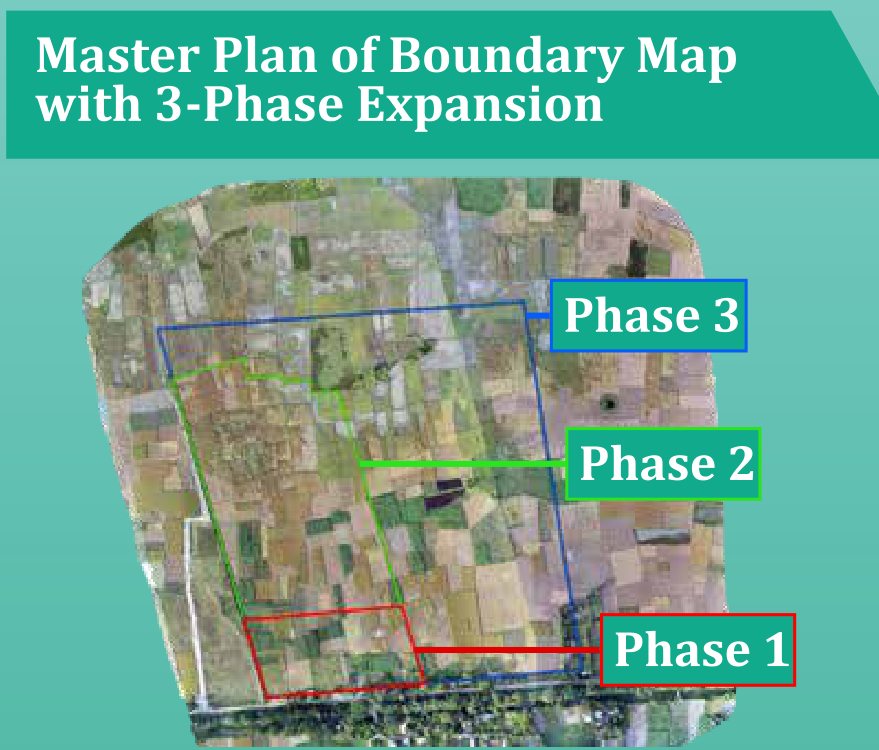 Master Plan of Boundary Map
with 3-Phase Expansion
Phase 3
Phase 2
Phase 1